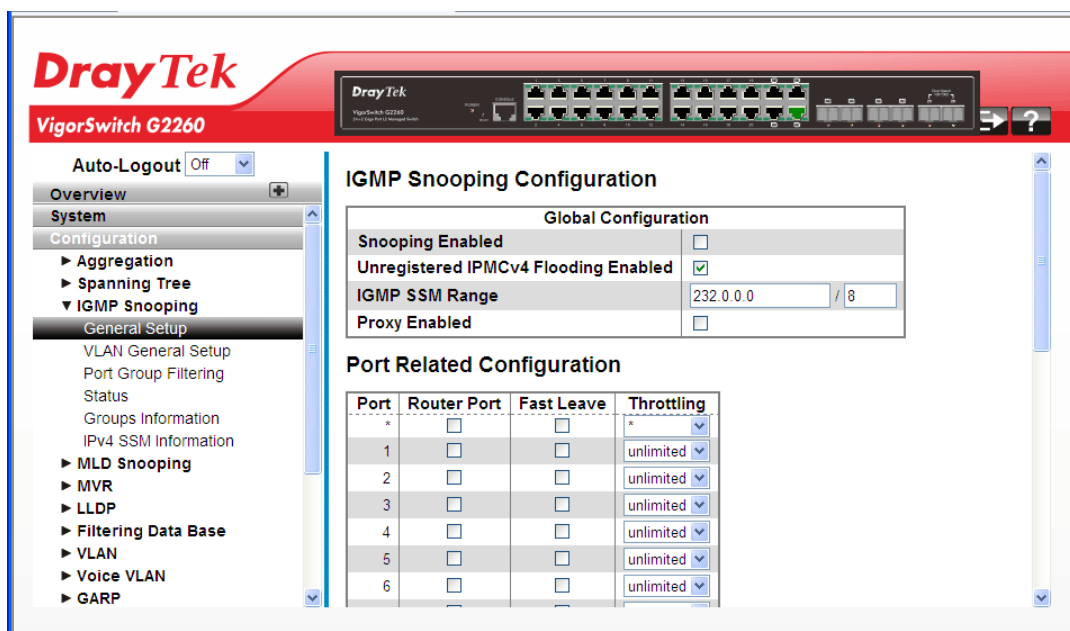 DrayTek
VigorSwitch G2260
DrayTek
VigorSwitch G2260
CONSOLE
Auto-Logout Off
Overview
System
Configuration
Aggregation
Spanning Tree
IGMP Snooping
General Setup
VLAN General Setup
Port Group Filtering
Status
Groups Information
IPv4 SSM Information
MLD Snooping
MVR
LLDP
Filtering Data Base
VLAN
Voice VLAN
GARP
IGMP Snooping Configuration
Global Configuration
Snooping Enabled
Unregistered IPMCv4 Flooding Enabled
IGMP SSM Range 232.0.0.0 / 8
Proxy Enabled
Port Related Configuration
Port Router Port Fast Leave Throttling
* *
1 unlimited
2 unlimited
3 unlimited
4 unlimited
5 unlimited
6 unlimited